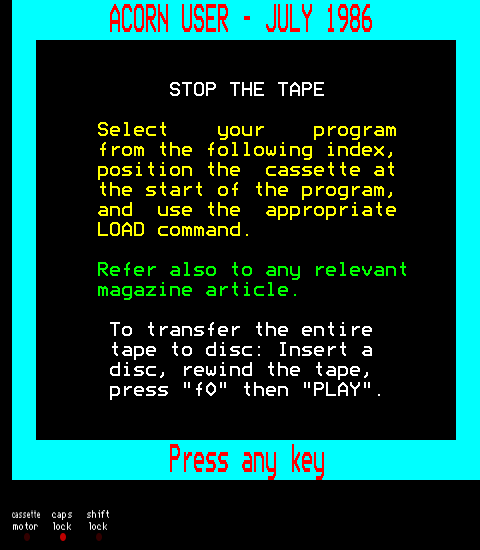 ACORN USER - JULY 1986
STOP THE TAPE
Select your program
from the following index,
position the cassette at
the start of the program,
and use the appropriate
LOAD command.
Refer also to any relevant
magazine article.
To transfer the entire
tape to disc: Insert a
disc, rewind the tape,
press "f0" then "PLAY".
Press any key
cassette motor
caps lock
shift lock